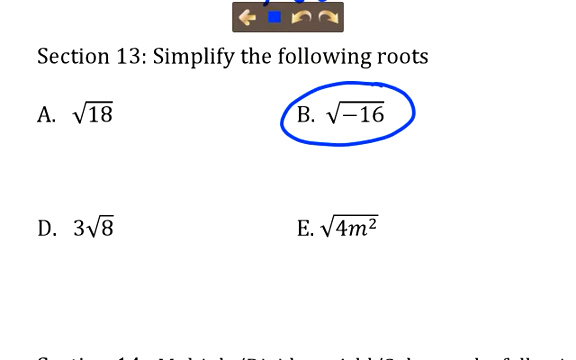 Section 13: Simplify the following roots
A. √18 B. √−16
D. 3√8 E. √4m²